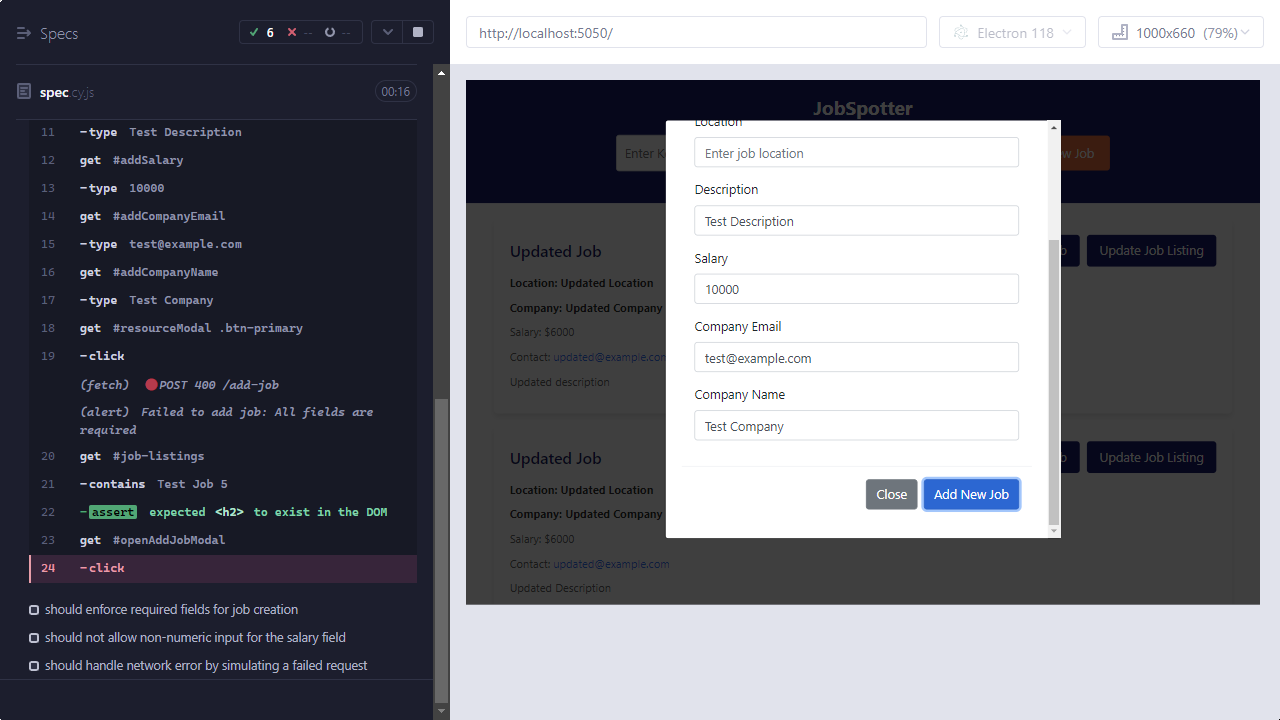 Specs
6
--
--
spec.cy.js
00:16
11 -type Test Description
12 get #addSalary
13 -type 10000
14 get #addCompanyEmail
15 -type test@example.com
16 get #addCompanyName
17 -type Test Company
18 get #resourceModal .btn-primary
19 -click
(fetch) POST 400 /add-job
(alert) Failed to add job: All fields are
required
20 get #job-listings
21 -contains Test Job 5
22 -assert expected <h2> to exist in the DOM
23 get #openAddJobModal
24 -click
should enforce required fields for job creation
should not allow non-numeric input for the salary field
should handle network error by simulating a failed request
http://localhost:5050/
Electron 118
1000x660 (79%)
JobSpotter
Enter
Job
Location
Enter job location
Description
Test Description
Salary
10000
Company Email
test@example.com
Company Name
Test Company
Close
Add New Job
Updated Job
Update Job Listing
Location: Updated Location
Company: Updated Company
Salary: $6000
Contact: updated@example.com
Updated description
Updated Job
Update Job Listing
Location: Updated Location
Company: Updated Company
Salary: $6000
Contact: updated@example.com
Updated Description